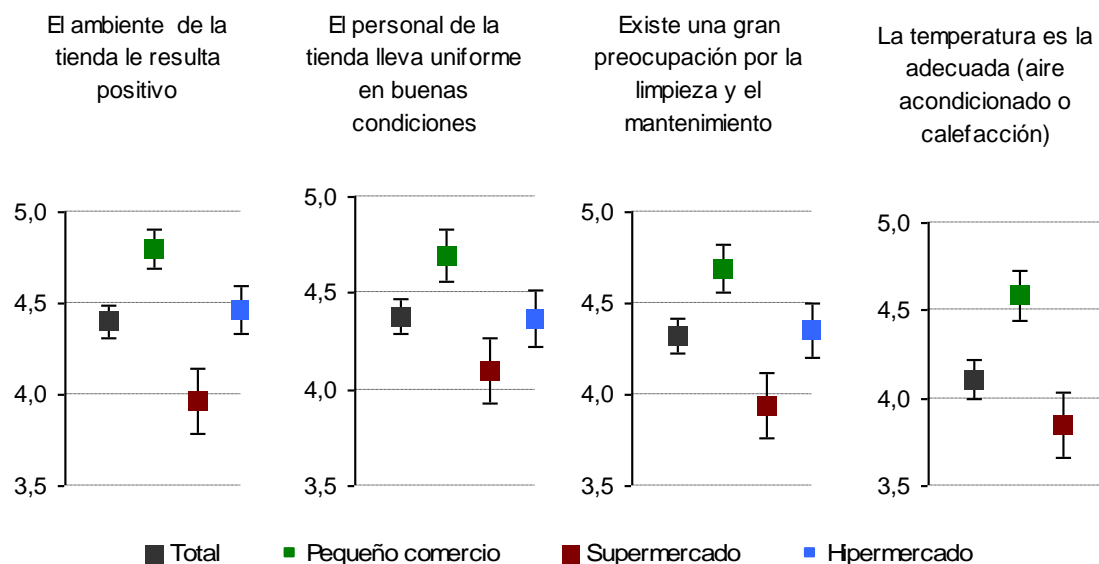 El ambiente de la
tienda le resulta
positivo
El personal de la
tienda lleva uniforme
en buenas
condiciones
Existe una gran
preocupación por la
limpieza y el
mantenimiento
La temperatura es la
adecuada (aire
acondicionado o
calefacción)
5,0
4,5
4,0
3,5
5,0
4,5
4,0
3,5
5,0
4,5
4,0
3,5
5,0
4,5
4,0
3,5
Total
Pequeño comercio
Supermercado
Hipermercado